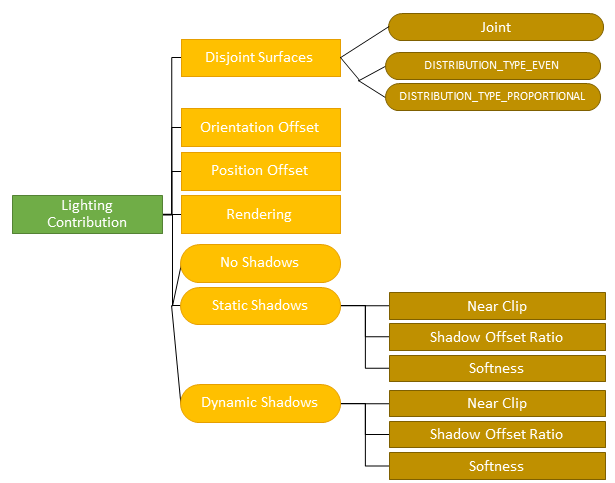 Lighting
Contribution
Disjoint Surfaces
Joint
DISTRIBUTION_TYPE_EVEN
DISTRIBUTION_TYPE_PROPORTIONAL
Orientation Offset
Position Offset
Rendering
No Shadows
Static Shadows
Near Clip
Shadow Offset Ratio
Softness
Dynamic Shadows
Near Clip
Shadow Offset Ratio
Softness